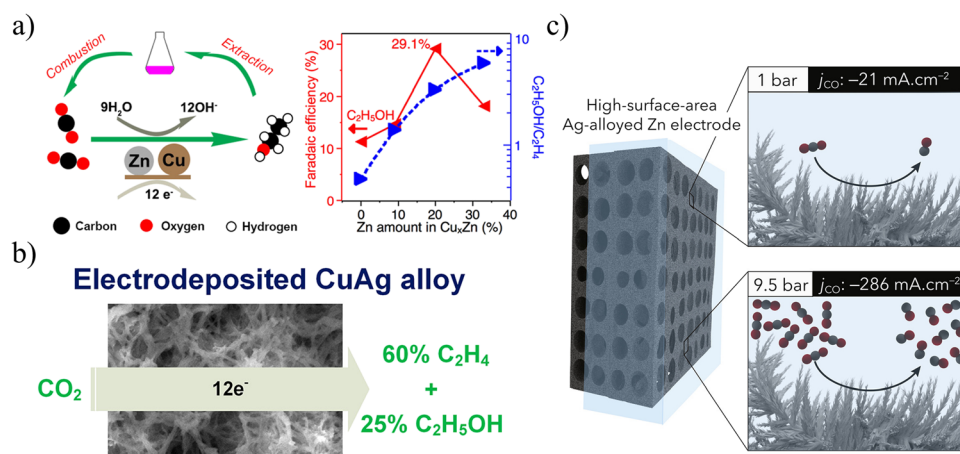 a)
Combustion
Extraction
9H₂O
12OH⁻
Zn
Cu
12 e⁻
Carbon
Oxygen
Hydrogen
Faradaic efficiency (%)
30
20
10
0
29.1%
C₂H₅OH
10
1
C₂H₅OH/C₂H₄
0
10
20
30
40
Zn amount in CuₓZn (%)
b)
Electrodeposited CuAg alloy
CO₂
12e⁻
60% C₂H₄
+
25% C₂H₅OH
c)
High-surface-area
Ag-alloyed Zn electrode
1 bar
jCO: –21 mA.cm⁻²
9.5 bar
jCO: –286 mA.cm⁻²